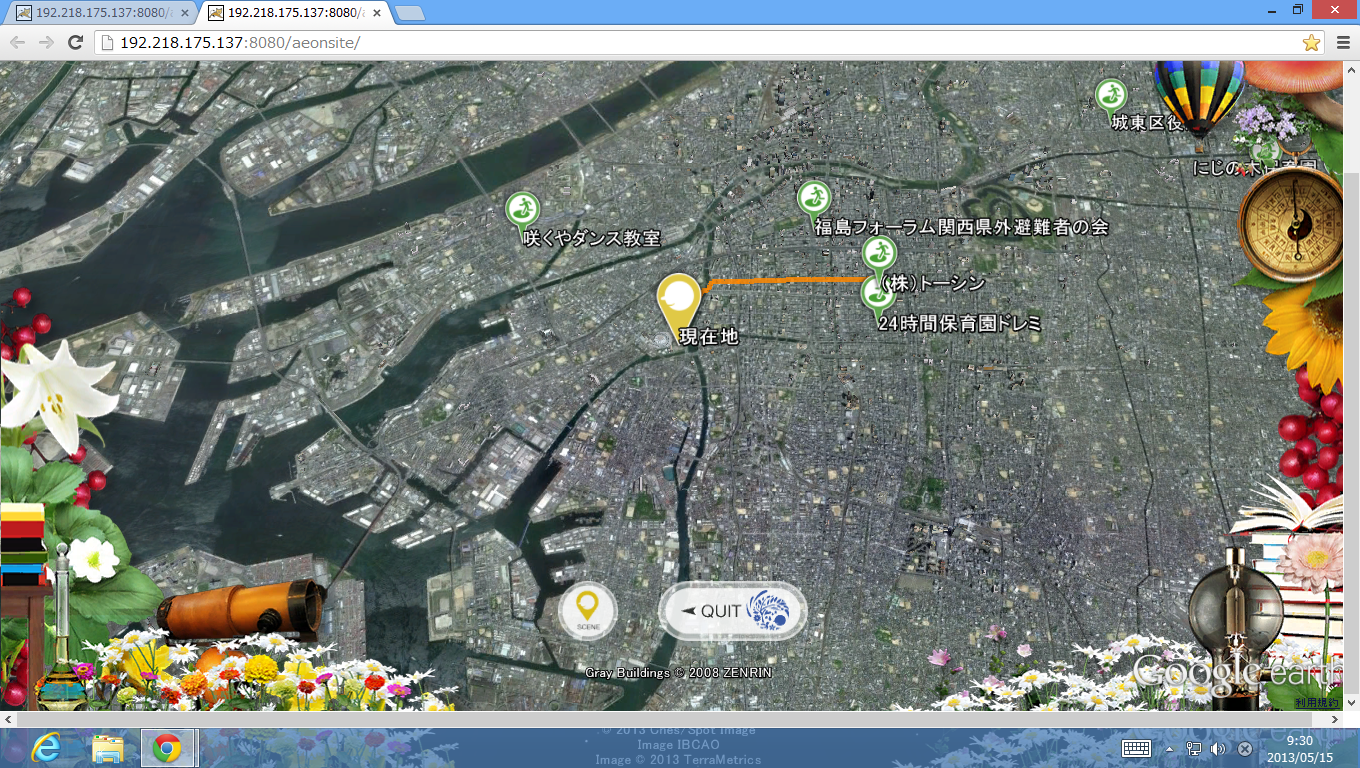 192.218.175.137:8080/
192.218.175.137:8080/
192.218.175.137:8080/aeonsite/
城東区役
にじの木保育園
咲くやダンス教室
福島フォーラム関西県外避難者の会
(株)トーシン
24時間保育園ドレミ
現在地
SCENE
QUIT
Gray Buildings © 2008 ZENRIN
Google earth
利用規約
© 2013 Cnes/Spot Image
Image IBCAO
Image © 2013 TerraMetrics
9:30
2013/05/15